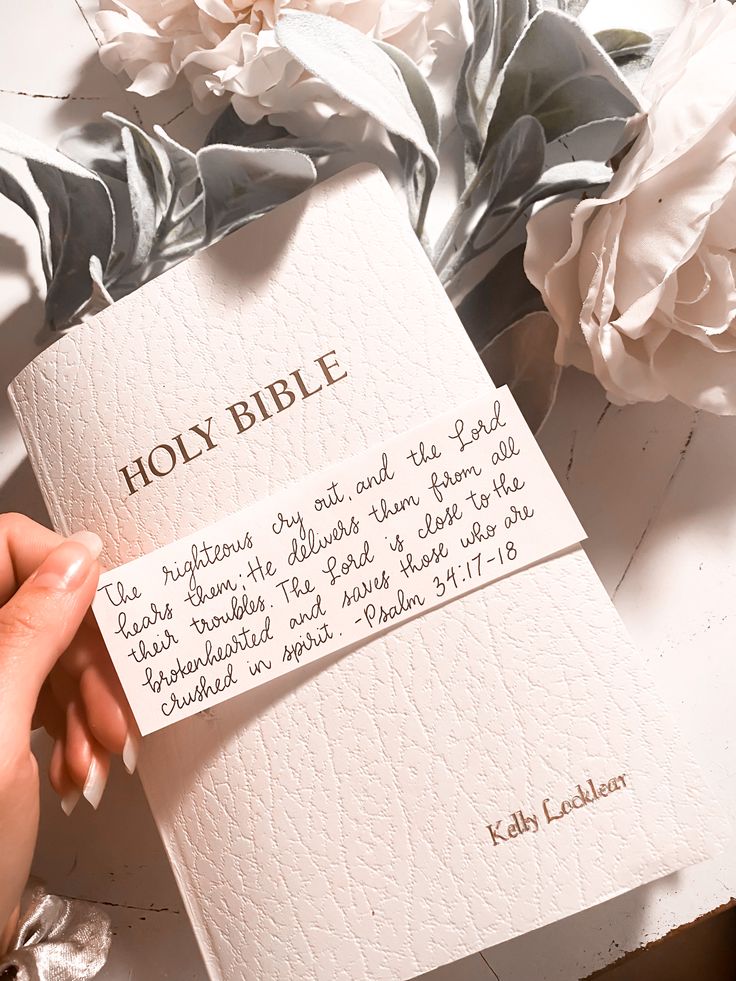 HOLY BIBLE
The righteous cry out, and the Lord
hears them; He delivers them from all
their troubles. The Lord is close to the
brokenhearted and saves those who are
crushed in spirit. -Psalm 34:17-18
Kelly Locklear